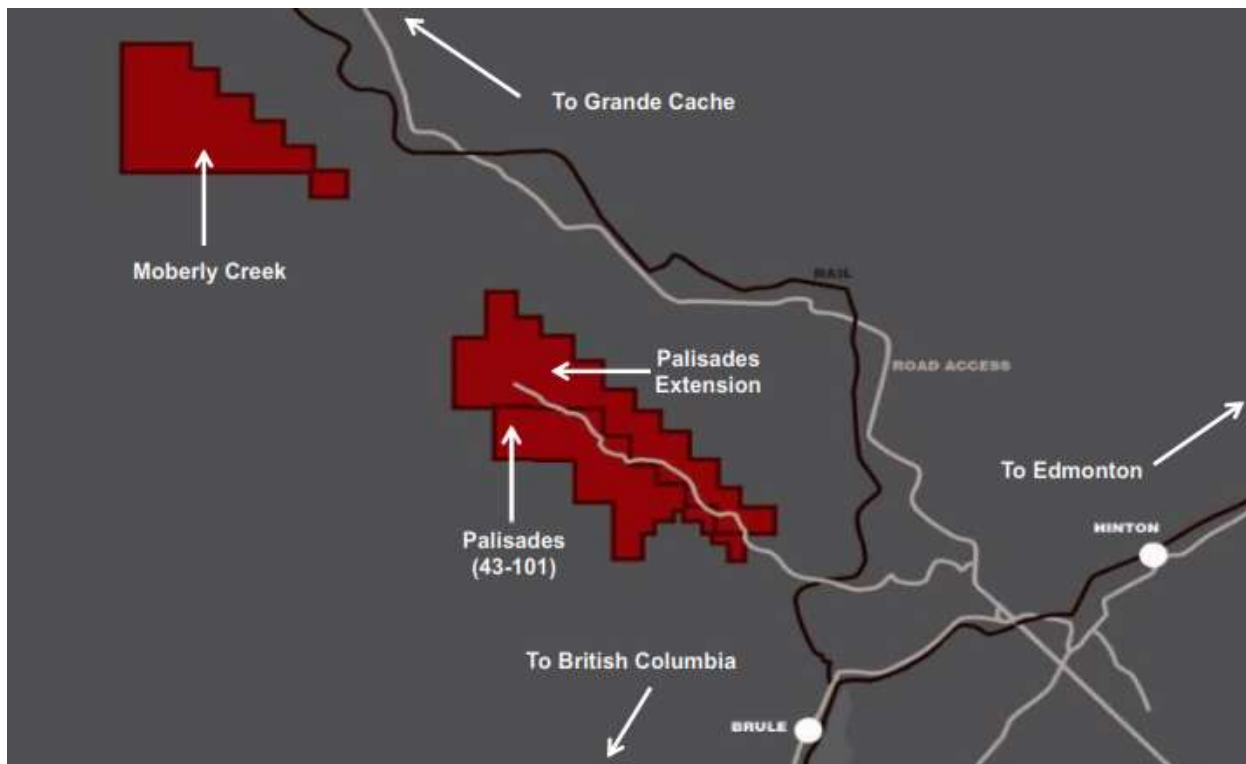 To Grande Cache
Moberly Creek
RAIL
Palisades
Extension
ROAD ACCESS
To Edmonton
HINTON
Palisades
(43-101)
To British Columbia
BRULE